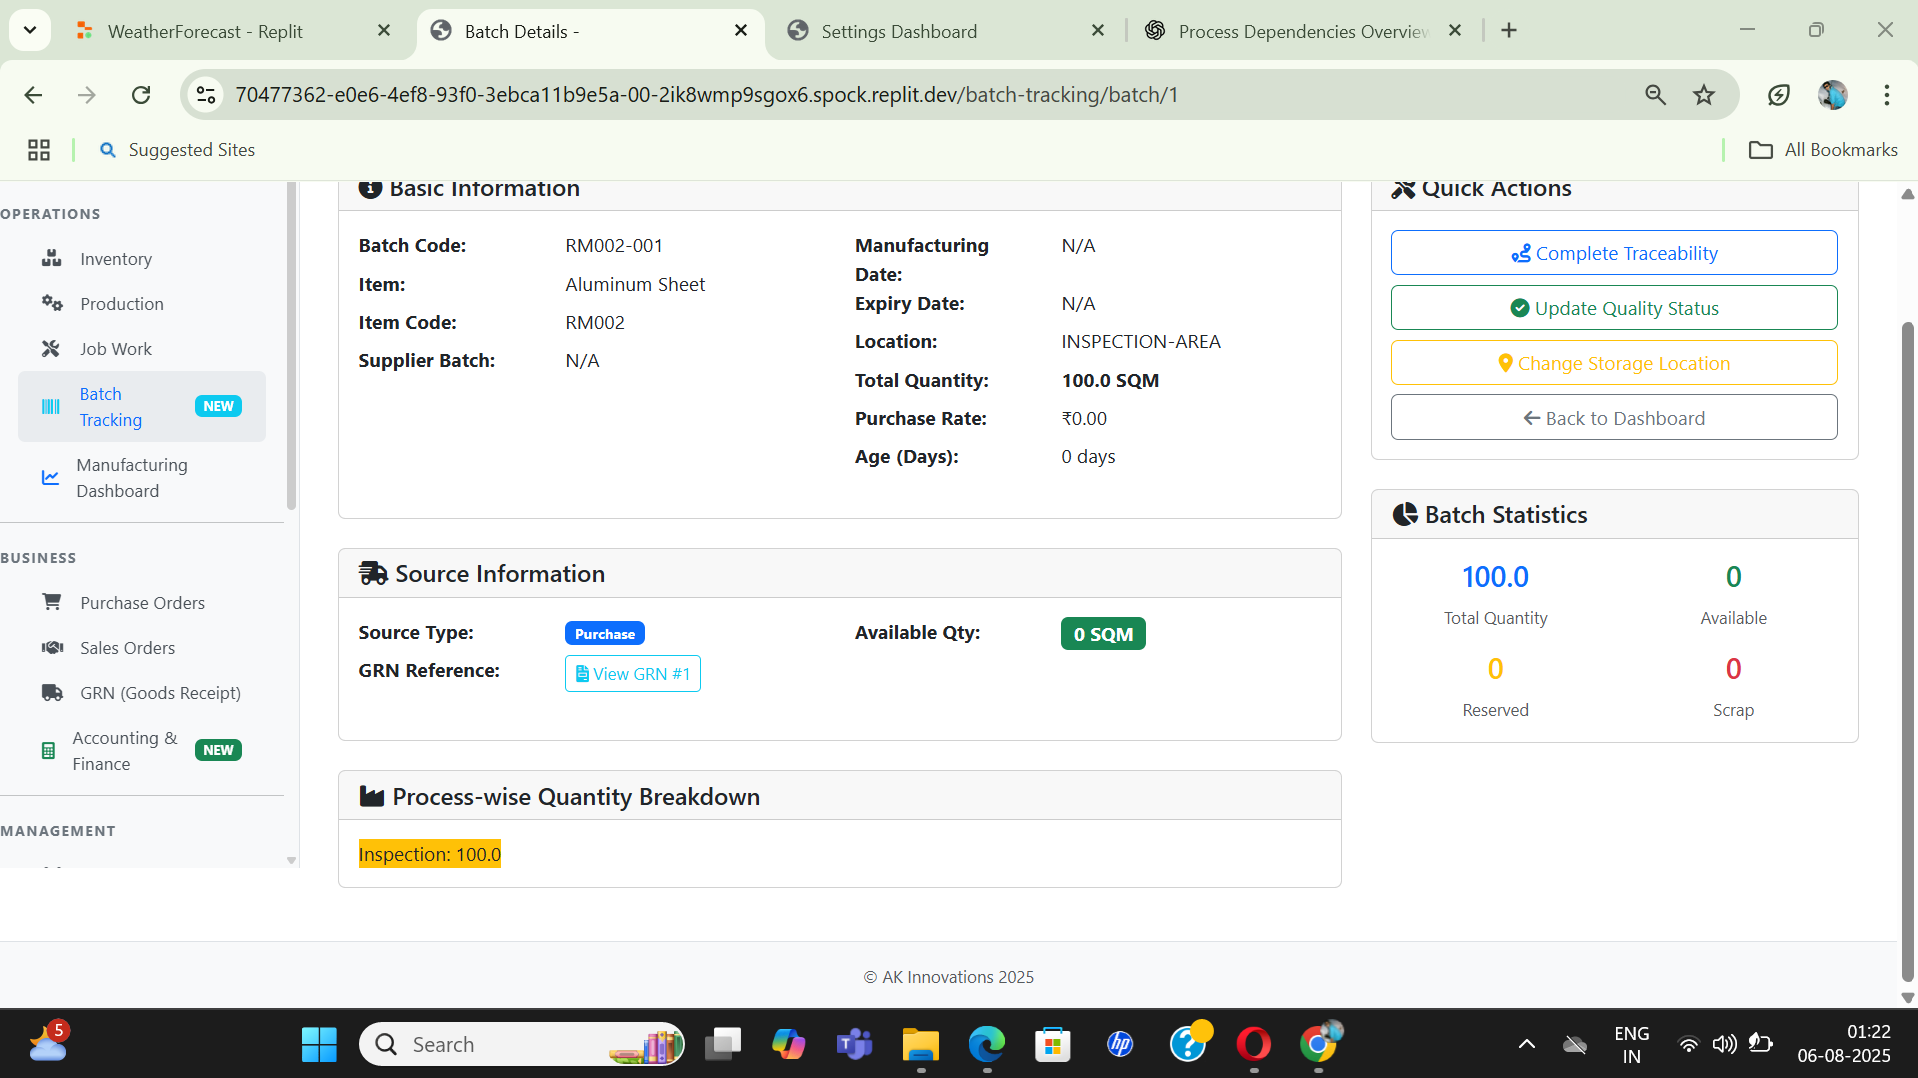 WeatherForecast - Replit
Batch Details -
Settings Dashboard
Process Dependencies Overview
70477362-e0e6-4ef8-93f0-3ebca11b9e5a-00-2ik8wmp9sgox6.spock.replit.dev/batch-tracking/batch/1
Suggested Sites
All Bookmarks
OPERATIONS
Inventory
Production
Job Work
Batch
Tracking
NEW
Manufacturing
Dashboard
BUSINESS
Purchase Orders
Sales Orders
GRN (Goods Receipt)
Accounting &
Finance
NEW
MANAGEMENT
Basic Information
Batch Code: RM002-001
Item: Aluminum Sheet
Item Code: RM002
Supplier Batch: N/A
Manufacturing
Date: N/A
Expiry Date: N/A
Location: INSPECTION-AREA
Total Quantity: 100.0 SQM
Purchase Rate: ₹0.00
Age (Days): 0 days
Source Information
Source Type: Purchase
GRN Reference: View GRN #1
Available Qty: 0 SQM
Process-wise Quantity Breakdown
Inspection: 100.0
Quick Actions
Complete Traceability
Update Quality Status
Change Storage Location
Back to Dashboard
Batch Statistics
100.0
Total Quantity
0
Available
0
Reserved
0
Scrap
© AK Innovations 2025
5
Search
hp
ENG
IN
01:22
06-08-2025